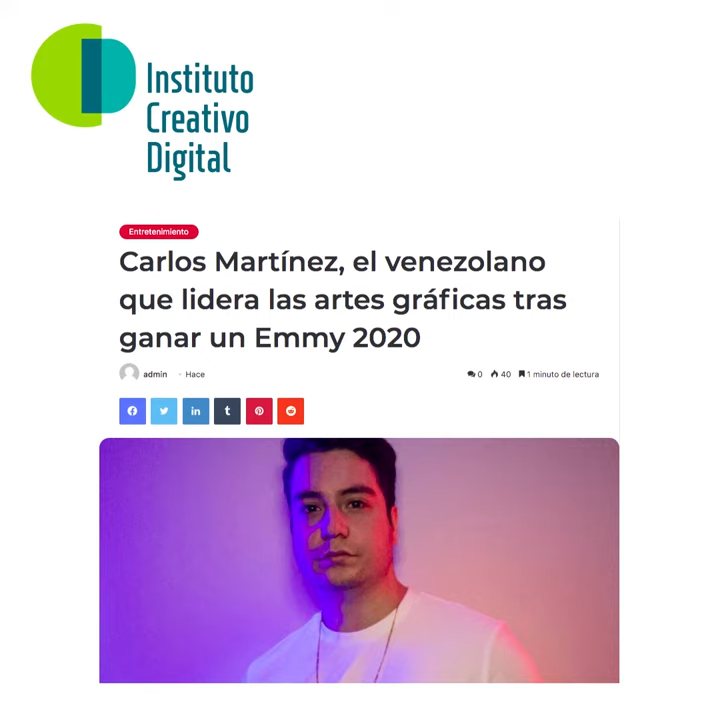 Instituto
Creativo
Digital
Entretenimiento
Carlos Martínez, el venezolano
que lidera las artes gráficas tras
ganar un Emmy 2020
admin Hace 0 40 1 minuto de lectura